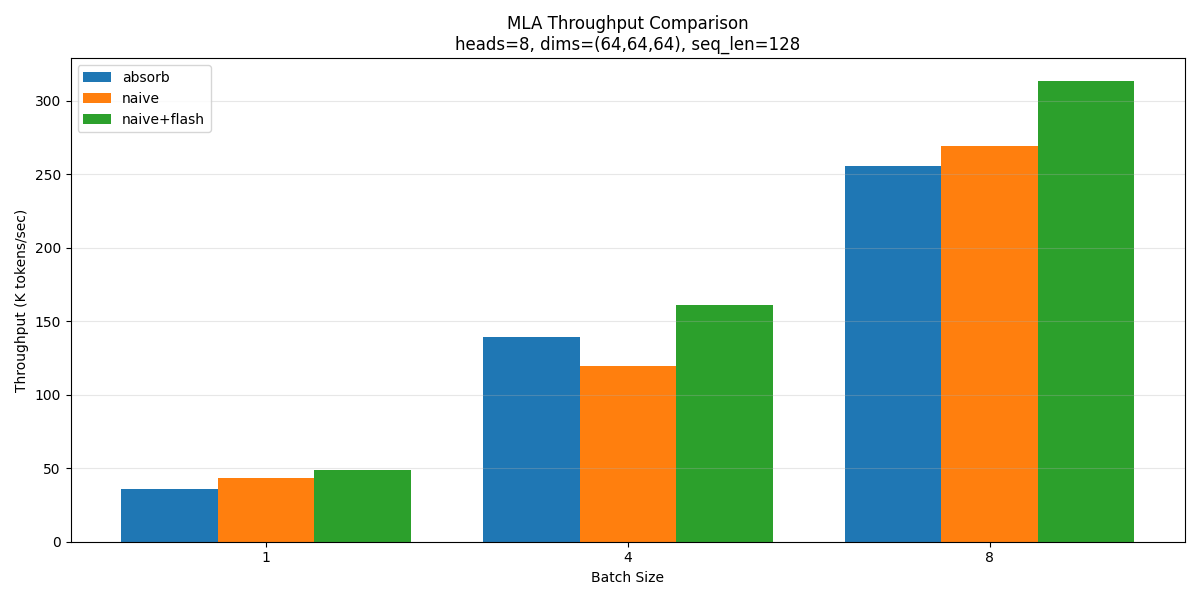 MLA Throughput Comparison
heads=8, dims=(64,64,64), seq_len=128
absorb
naive
naive+flash
Throughput (K tokens/sec)
300
250
200
150
100
50
0
1
4
8
Batch Size